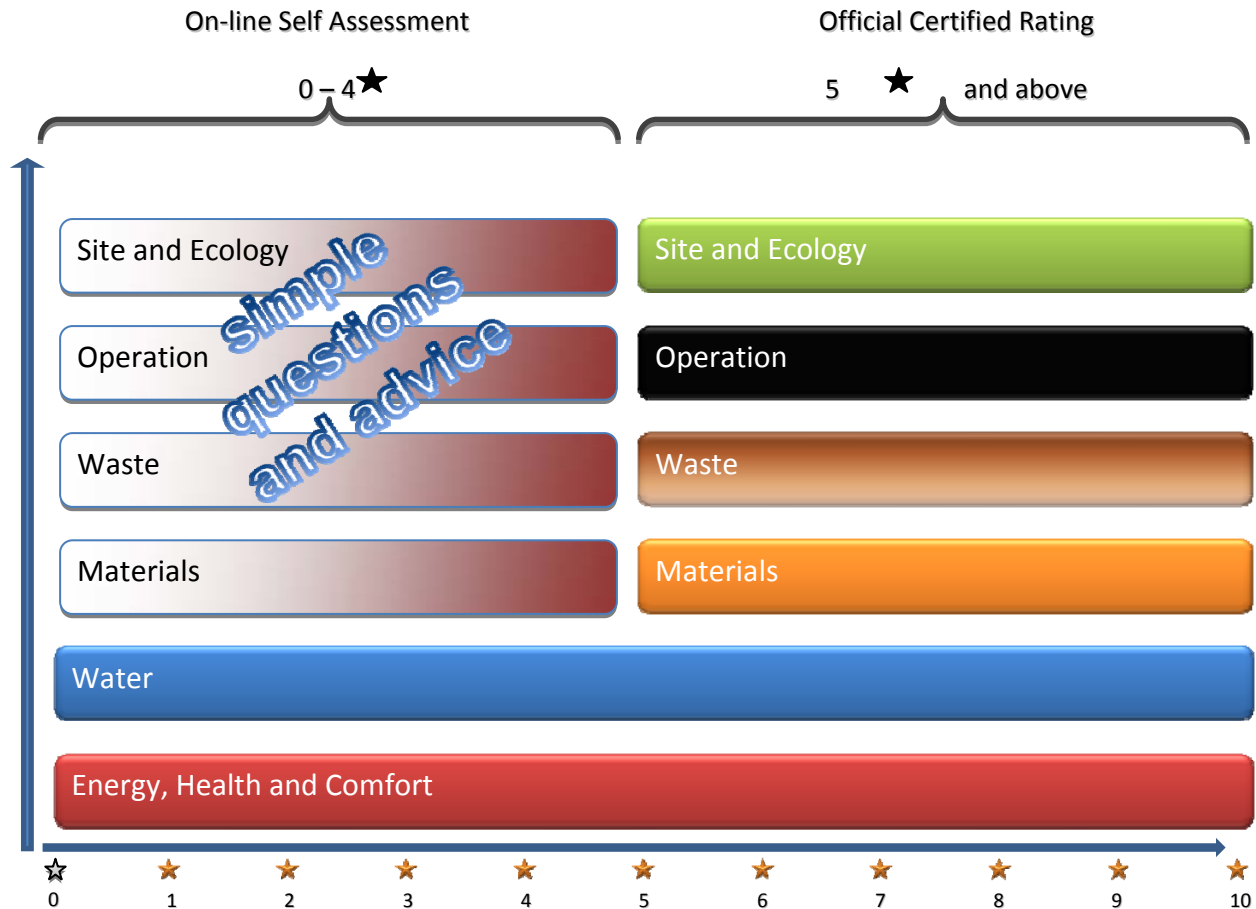 On-line Self Assessment
Official Certified Rating
0 – 4
5 and above
Site and Ecology
Site and Ecology
simple
questions
and advice
Operation
Operation
Waste
Waste
Materials
Materials
Water
Energy, Health and Comfort
0 1 2 3 4 5 6 7 8 9 10